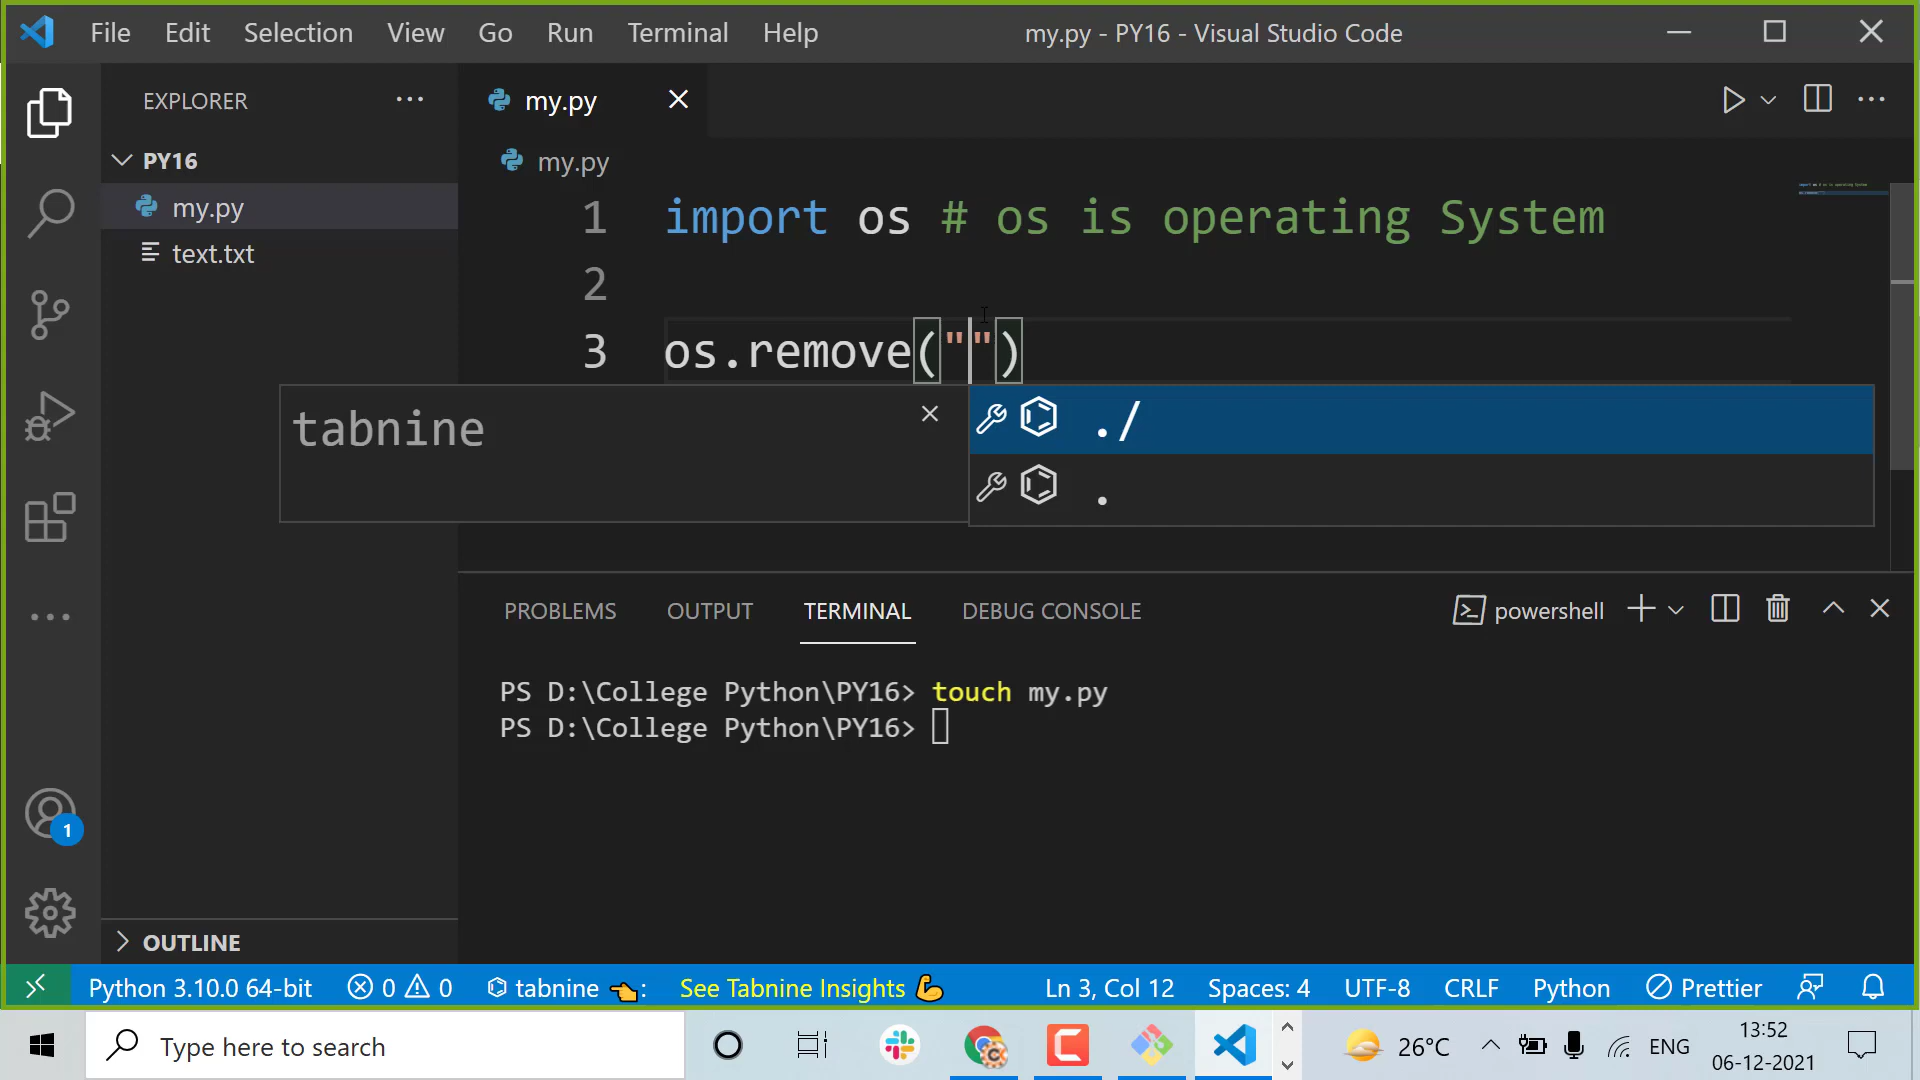 File Edit Selection View Go Run Terminal Help my.py - PY16 - Visual Studio Code
EXPLORER
my.py
PY16
my.py
my.py
text.txt
1 import os # os is operating System
2
3 os.remove("")
tabnine
./
.
PROBLEMS OUTPUT TERMINAL DEBUG CONSOLE powershell
PS D:\College Python\PY16> touch my.py
PS D:\College Python\PY16>
1
OUTLINE
Python 3.10.0 64-bit 0 0 tabnine : See Tabnine Insights Ln 3, Col 12 Spaces: 4 UTF-8 CRLF Python Prettier
Type here to search
26°C ENG
13:52
06-12-2021